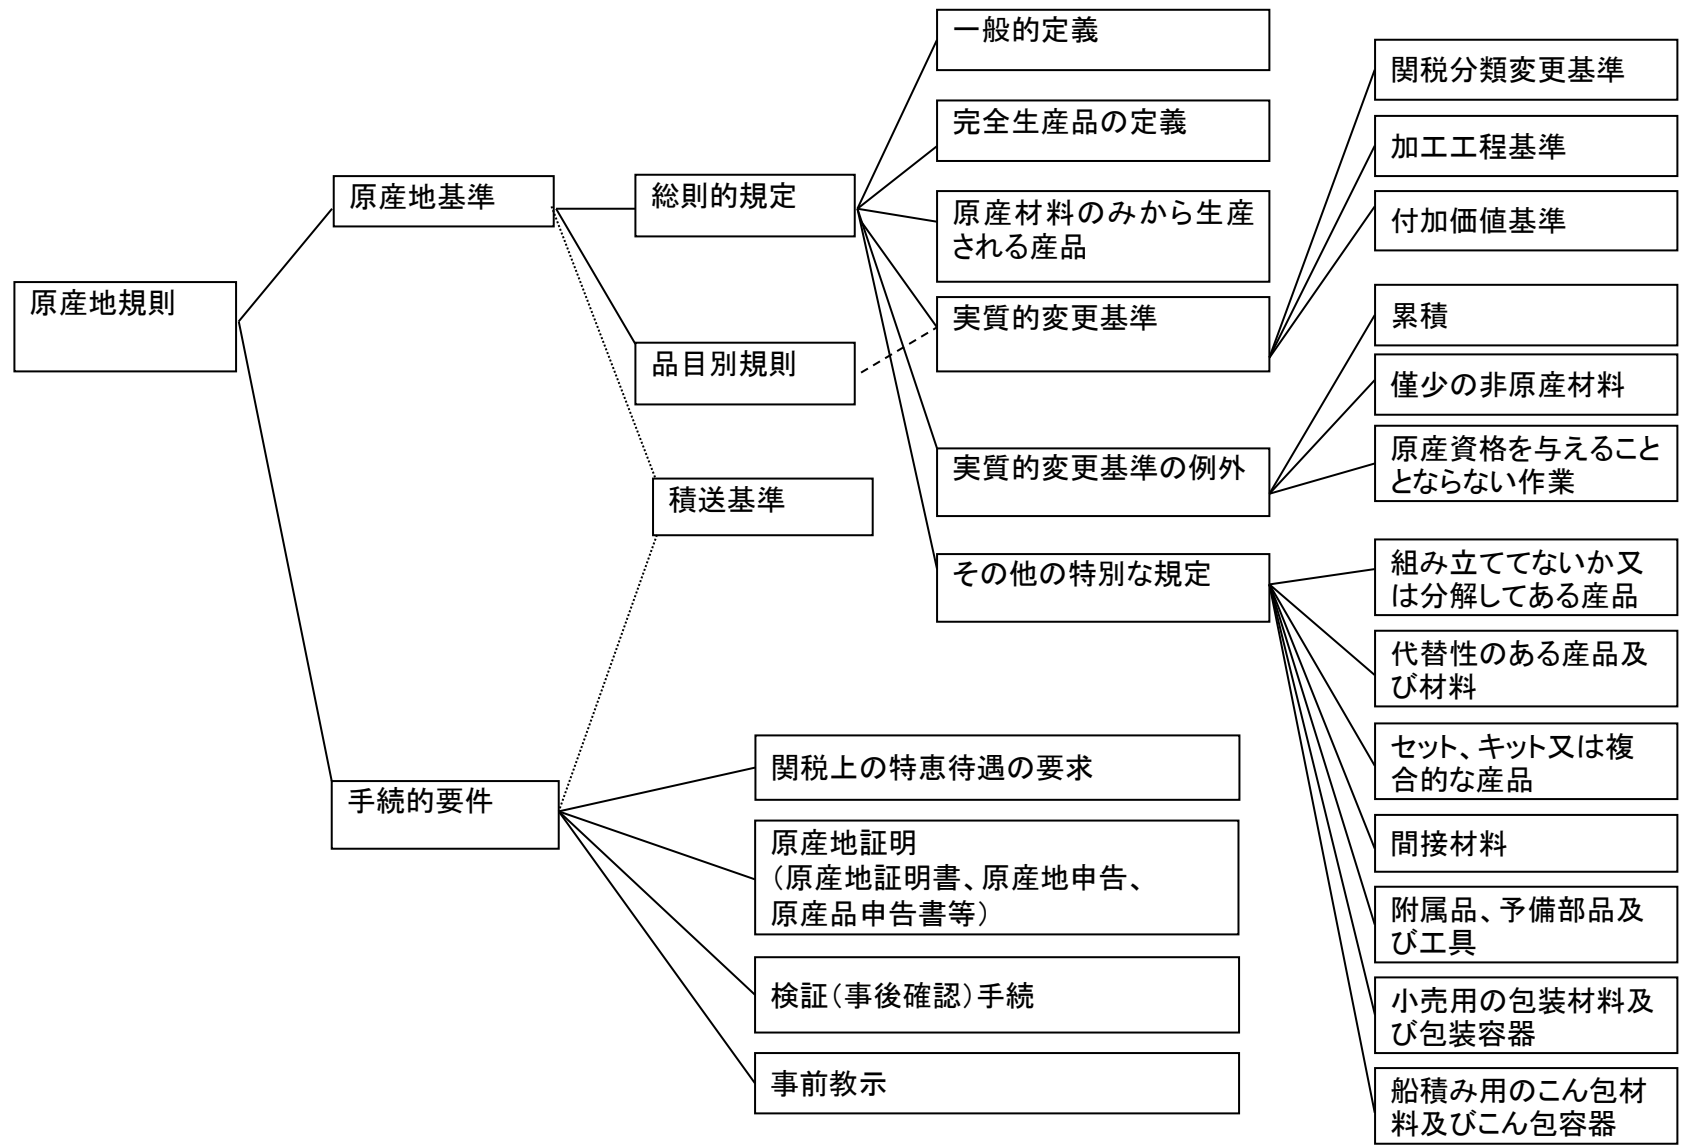 原産地規則
原産地基準
総則的規定
一般的定義
完全生産品の定義
原産材料のみから生産
される産品
実質的変更基準
関税分類変更基準
加工工程基準
付加価値基準
品目別規則
実質的変更基準の例外
累積
僅少の非原産材料
原産資格を与えること
とならない作業
積送基準
その他の特別な規定
組み立ててないか又
は分解してある産品
代替性のある産品及
び材料
セット、キット又は複
合的な産品
間接材料
附属品、予備部品及
び工具
小売用の包装材料及
び包装容器
船積み用のこん包材
料及びこん包容器
手続的要件
関税上の特恵待遇の要求
原産地証明
（原産地証明書、原産地申告、
原産品申告書等）
検証（事後確認）手続
事前教示